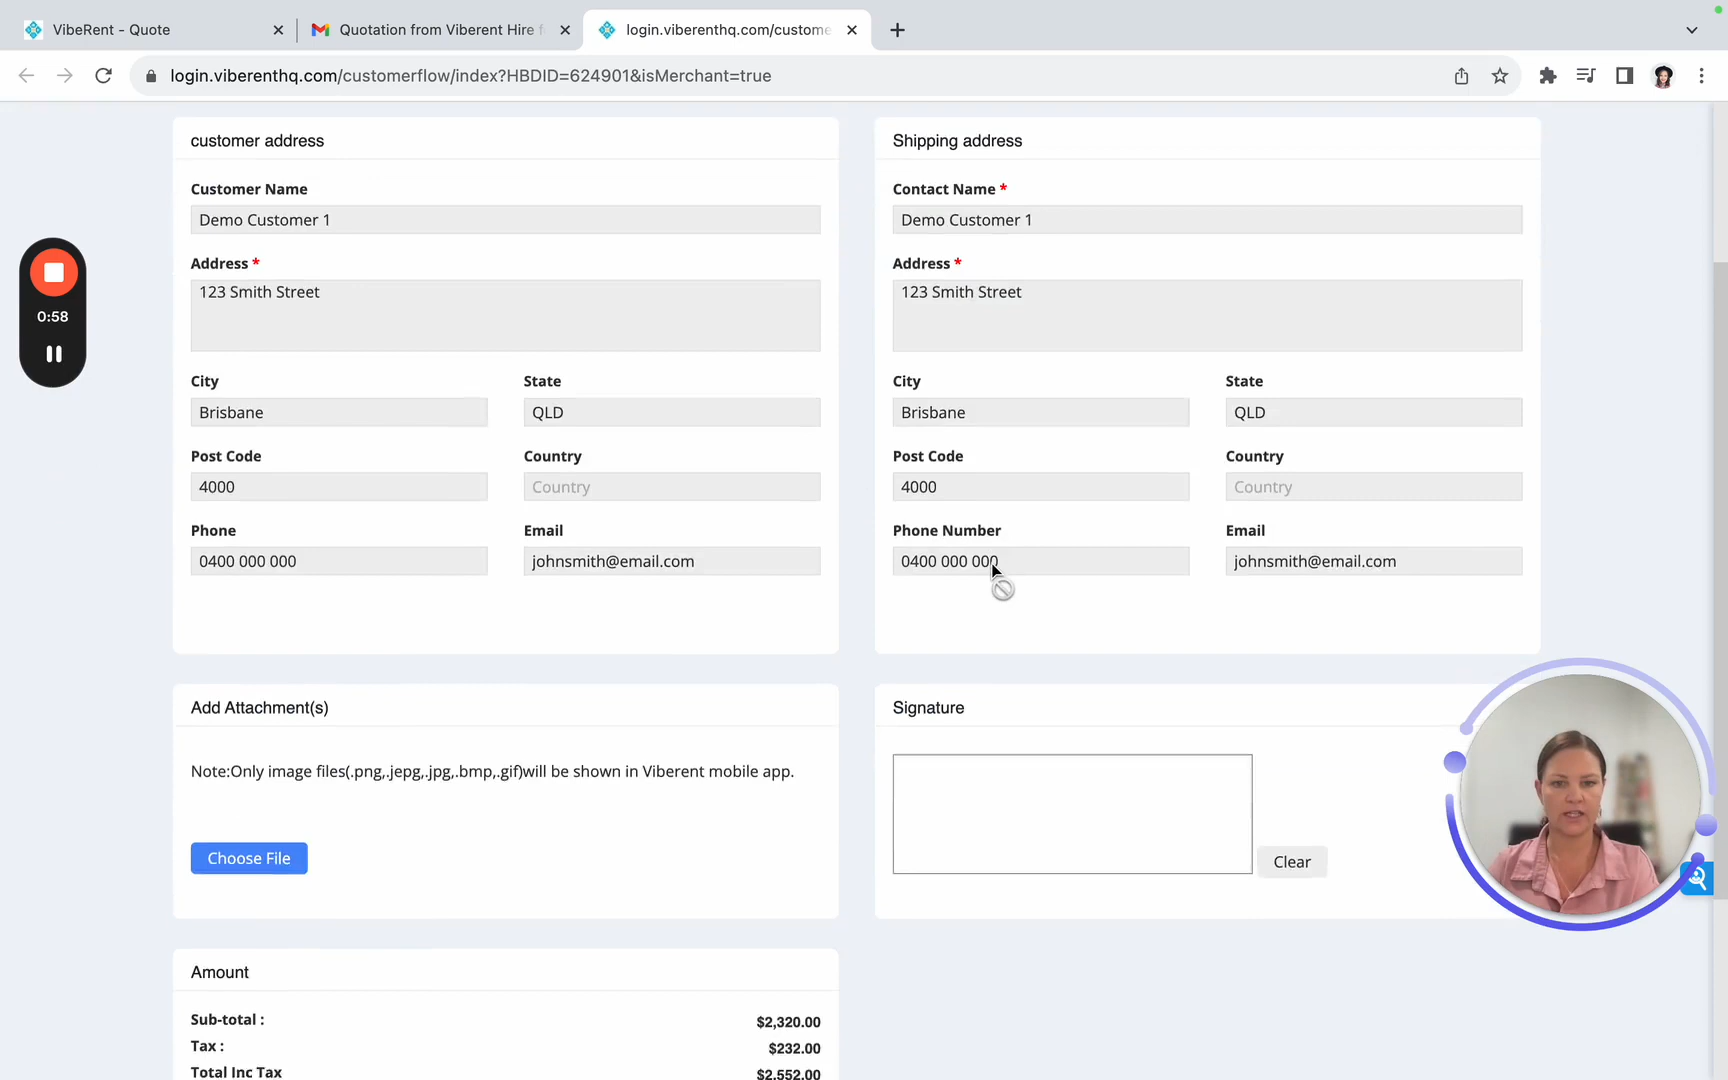 VibeRent - Quote
Quotation from Viberent Hire f
login.viberenthq.com/custome
login.viberenthq.com/customerflow/index?HBDID=624901&isMerchant=true
customer address
Customer Name
Demo Customer 1
Address *
123 Smith Street
City
State
Brisbane
QLD
Post Code
Country
4000
Country
Phone
Email
0400 000 000
johnsmith@email.com
Shipping address
Contact Name *
Demo Customer 1
Address *
123 Smith Street
City
State
Brisbane
QLD
Post Code
Country
4000
Country
Phone Number
Email
0400 000 000
johnsmith@email.com
0:58
Add Attachment(s)
Note:Only image files(.png,.jepg,.jpg,.bmp,.gif)will be shown in Viberent mobile app.
Choose File
Signature
Clear
Amount
Sub-total : $2,320.00
Tax : $232.00
Total Inc Tax $2,552.00